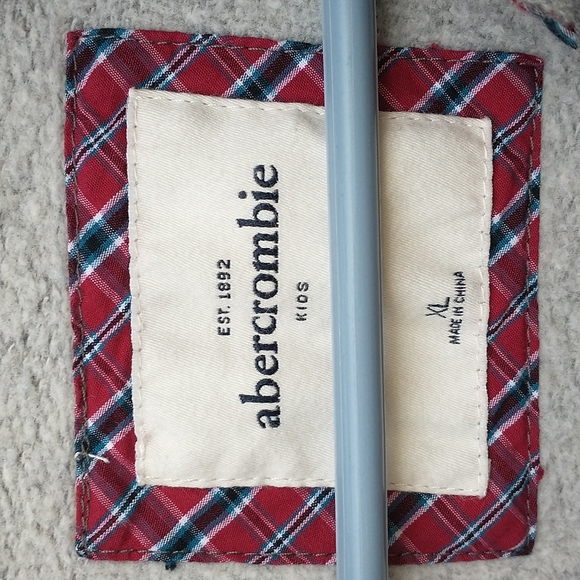 EST. 1892
abercrombie
KIDS
XL
MADE IN CHINA